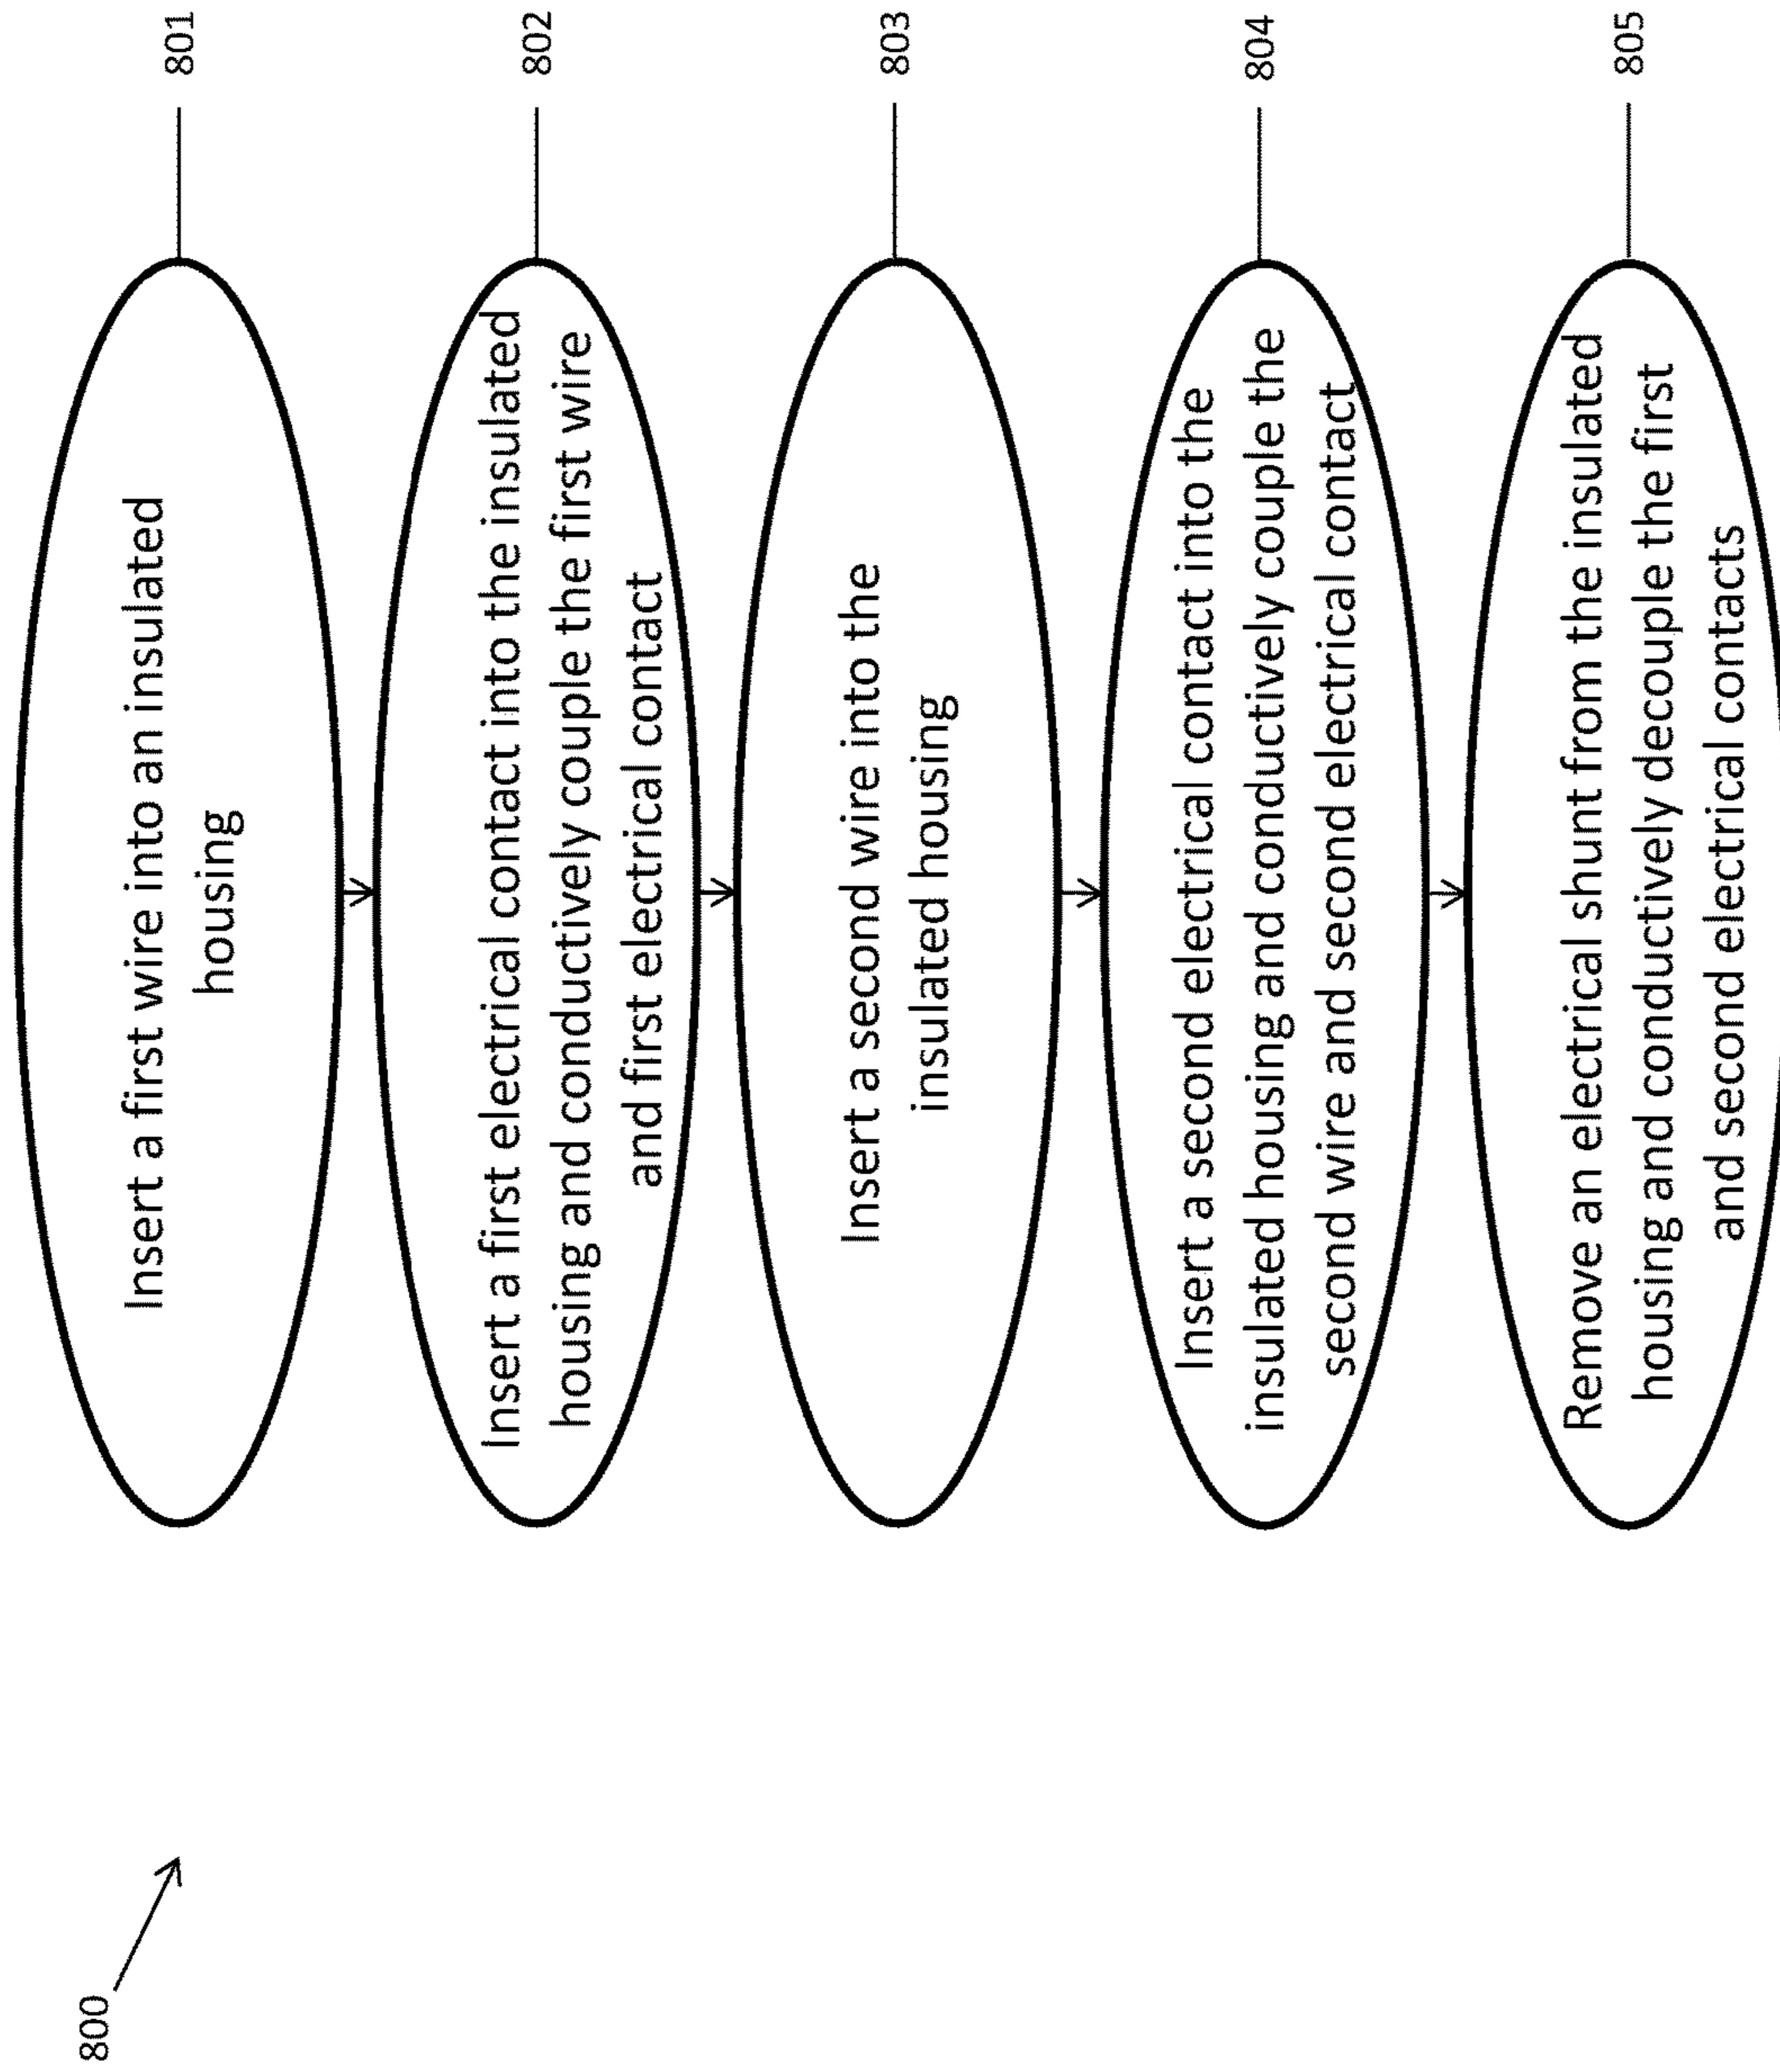 800
Insert a first wire into an insulated
housing
801
Insert a first electrical contact into the insulated
housing and conductively couple the first wire
and first electrical contact
802
Insert a second wire into the
insulated housing
803
Insert a second electrical contact into the
insulated housing and conductively couple the
second wire and second electrical contact
804
Remove an electrical shunt from the insulated
housing and conductively decouple the first
and second electrical contacts
805